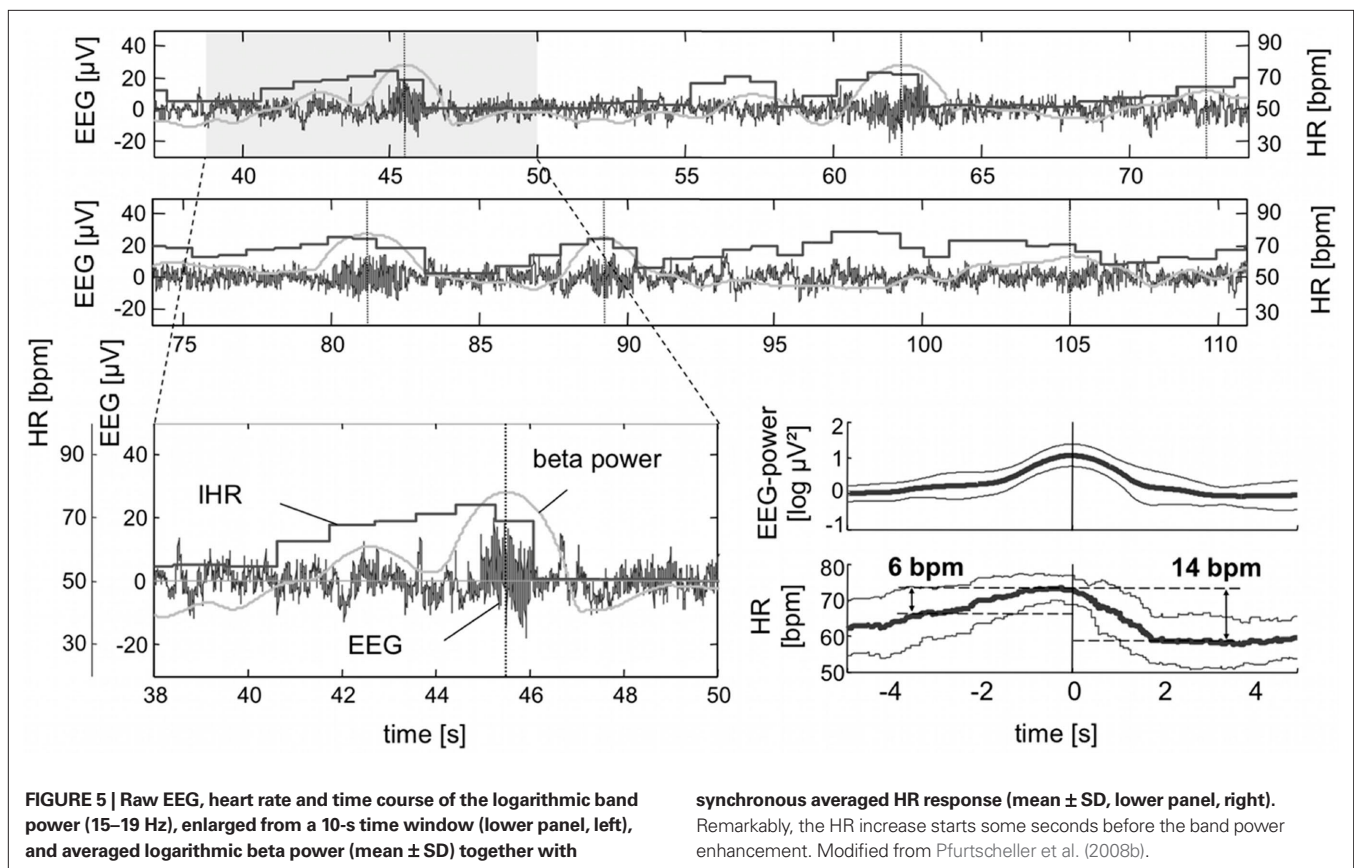 EEG [µV]
40
20
0
-20
90
70
50
30
HR [bpm]
40 45 50 55 60 65 70
EEG [µV]
40
20
0
-20
90
70
50
30
HR [bpm]
75 80 85 90 95 100 105 110
HR [bpm]
90
70
50
30
EEG [µV]
40
20
0
-20
IHR
beta power
EEG
38 40 42 44 46 48 50
time [s]
EEG-power
[log µV²]
2
1
0
-1
HR
[bpm]
80
70
60
50
6 bpm
14 bpm
-4 -2 0 2 4
time [s]
FIGURE 5 | Raw EEG, heart rate and time course of the logarithmic band
power (15–19 Hz), enlarged from a 10-s time window (lower panel, left),
and averaged logarithmic beta power (mean ± SD) together with
synchronous averaged HR response (mean ± SD, lower panel, right).
Remarkably, the HR increase starts some seconds before the band power
enhancement. Modified from Pfurtscheller et al. (2008b).